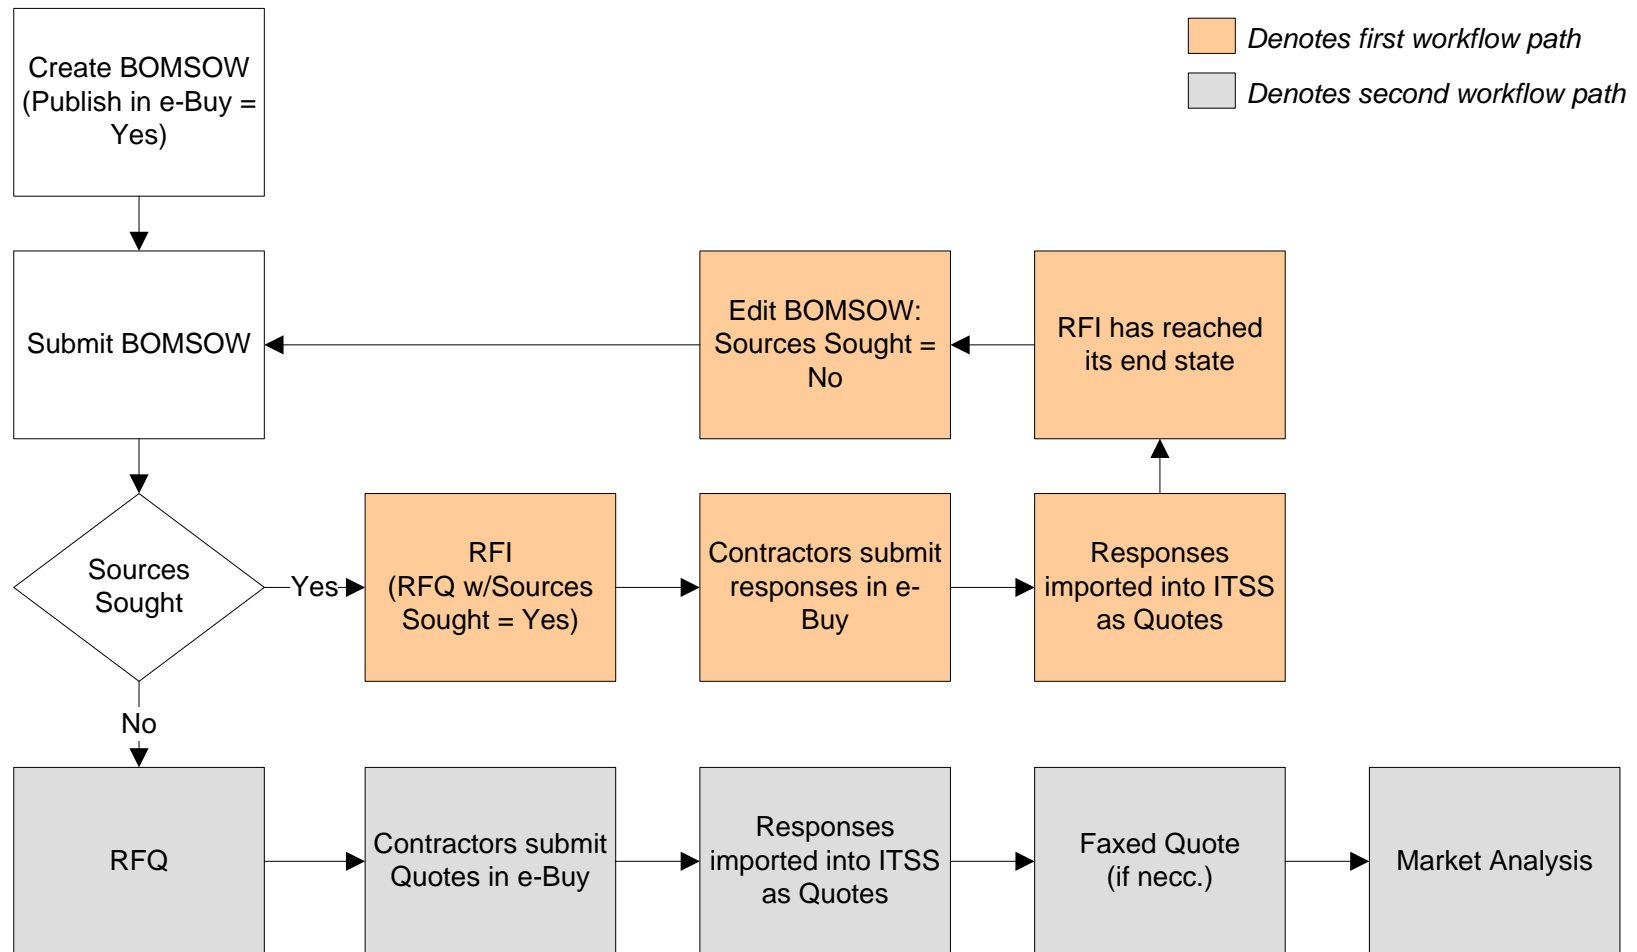 Create BOMSOW
(Publish in e-Buy =
Yes)
Denotes first workflow path
Denotes second workflow path
Submit BOMSOW
Edit BOMSOW:
Sources Sought =
No
RFI has reached
its end state
Sources
Sought
Yes
RFI
(RFQ w/Sources
Sought = Yes)
Contractors submit
responses in e-
Buy
Responses
imported into ITSS
as Quotes
No
RFQ
Contractors submit
Quotes in e-Buy
Responses
imported into ITSS
as Quotes
Faxed Quote
(if necc.)
Market Analysis